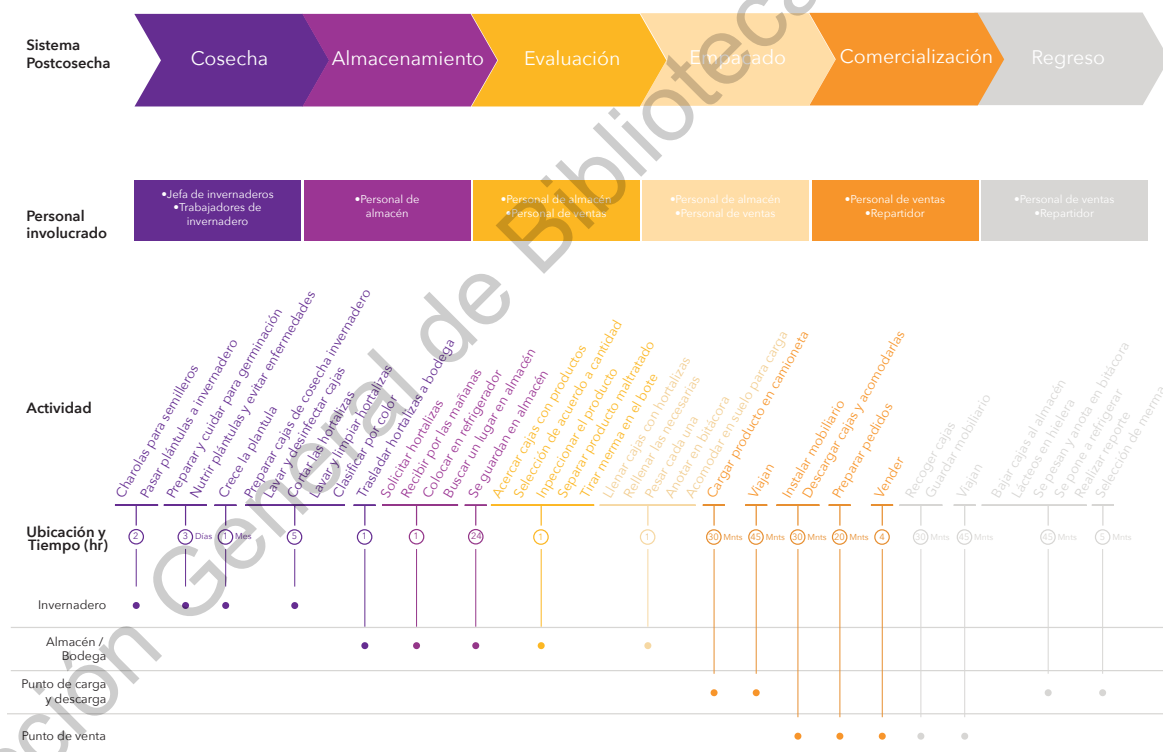 Sistema
Postcosecha
Cosecha
Almacenamiento
Evaluación
Empacado
Comercialización
Regreso
Personal
involucrado
•Jefa de invernaderos
•Trabajadores de
invernadero
•Personal de
almacén
•Personal de almacén
•Personal de ventas
•Personal de almacén
•Personal de ventas
•Personal de ventas
•Repartidor
•Personal de ventas
•Repartidor
Actividad
Charolas para semilleros
Pasar plántulas a invernadero
Preparar y cuidar para germinación
Nutrir plántulas y evitar enfermedades
Crece la plantula
Preparar cajas de cosecha invernadero
Lavar y desinfectar cajas
Cortar las hortalizas
Lavar y limpiar hortalizas
Clasificar por color
Trasladar hortalizas a bodega
Solicitar hortalizas
Recibir por las mañanas
Colocar en refrigerador
Buscar un lugar en almacén
Se guardan en almacén
Acercar cajas con productos
Selección de acuerdo a cantidad
Inpeccionar el producto
Separar producto maltratado
Tirar merma en el bote
Llenar cajas con hortalizas
Rellenar las necesarias
Pesar cada una
Anotar en bitácora
Acomoda en suelo para carga
Cargar producto en camioneta
Viajan
Instalar mobiliario
Descargar cajas y acomodarlas
Preparar pedidos
Vender
Recoger cajas
Guardar mobiliario
Viajan
Bajar cajas al almacén
Lácteos en hielera
Se pesan y anota en bitácora
Se pone a refrigerar
Realizar reporte
Selección de merma
Ubicación y
Tiempo (hr)
2
3 Días
1 Mes
5
1
1
24
1
1
30 Mnts
45 Mnts
30 Mnts
20 Mnts
4
30 Mnts
45 Mnts
45 Mnts
5 Mnts
Invernadero
Almacén /
Bodega
Punto de carga
y descarga
Punto de venta
ción General de Biblioteca